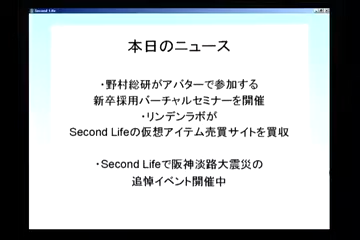 Second Life
本日のニュース
・野村総研がアバターで参加する
新卒採用バーチャルセミナーを開催
・リンデンラボが
Second Lifeの仮想アイテム売買サイトを買収
・Second Lifeで阪神淡路大震災の
追悼イベント開催中